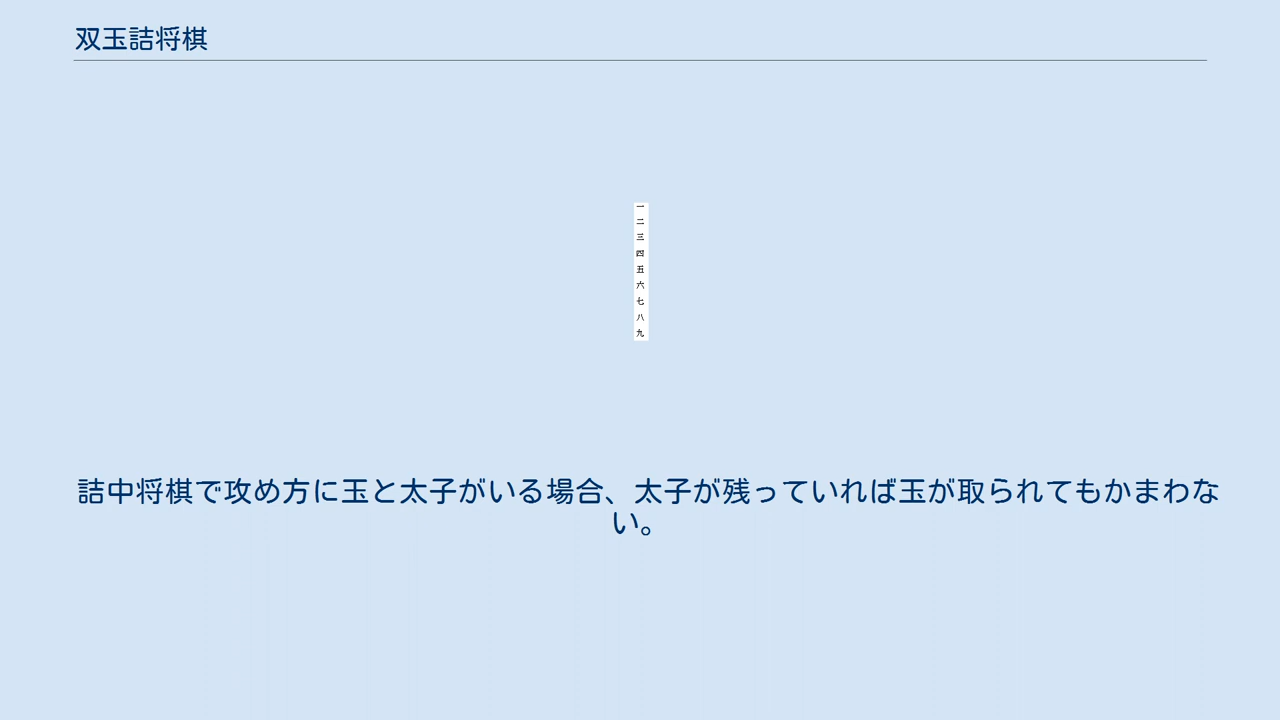 双玉詰将棋
一
二
三
四
五
六
七
八
九
詰中将棋で攻め方に玉と太子がいる場合、太子が残っていれば玉が取られてもかまわな
い。